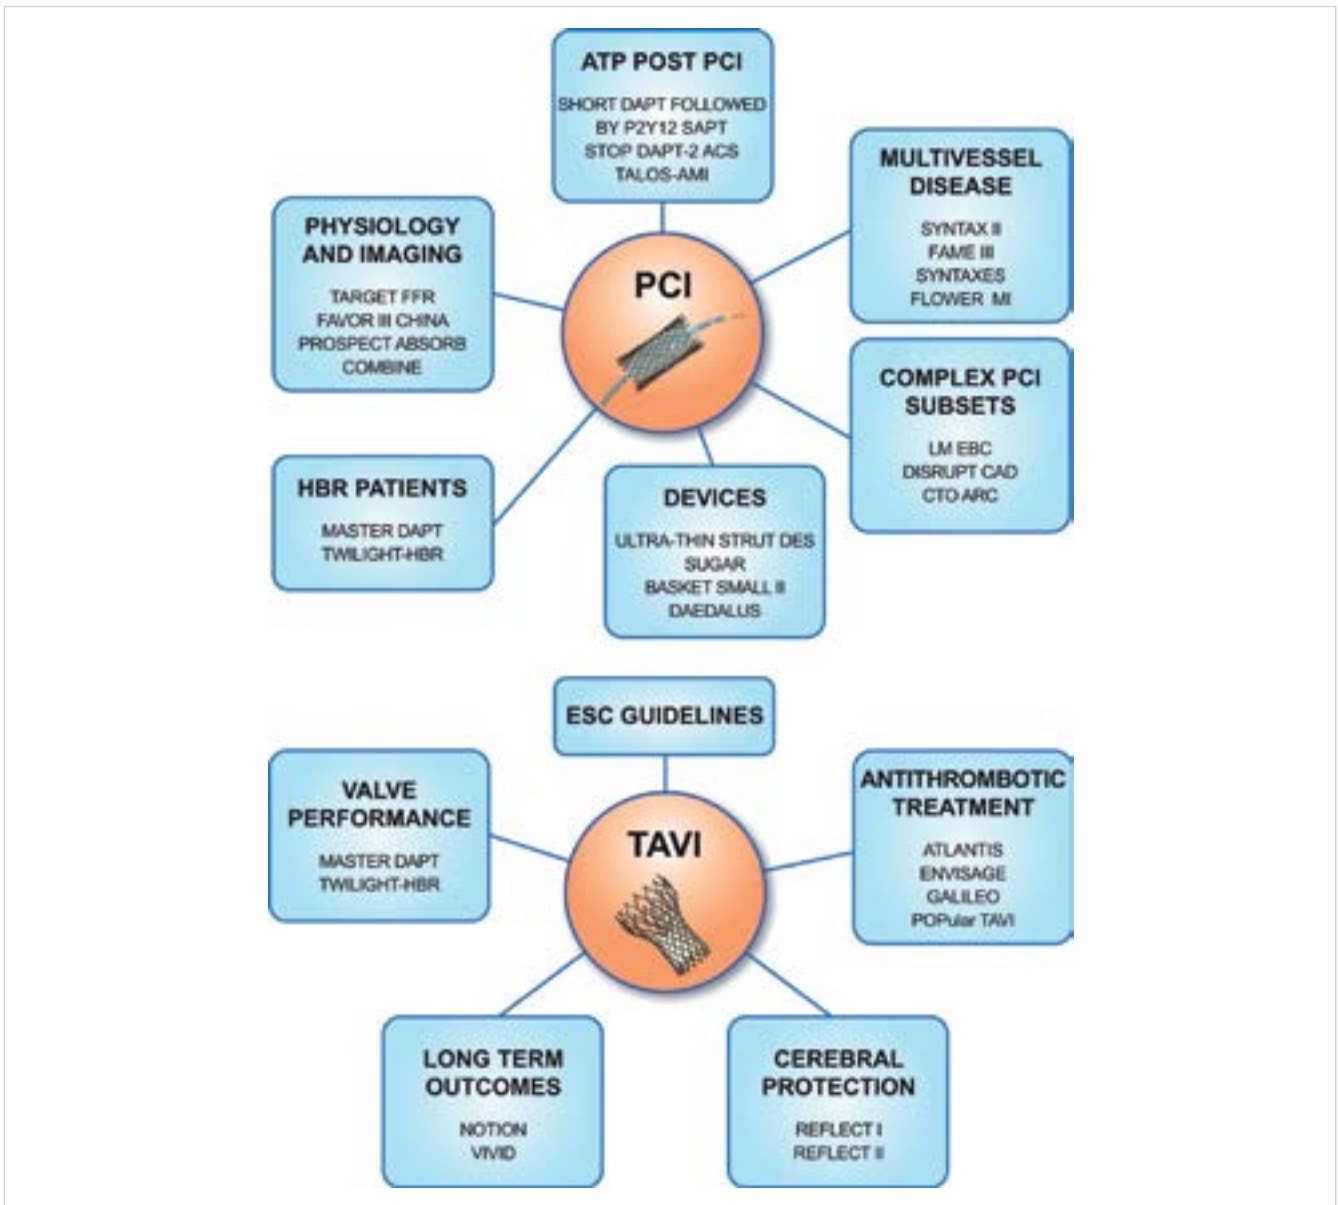 ATP POST PCI
SHORT DAPT FOLLOWED
BY P2Y12 SAPT
STOP DAPT-2 ACS
TALOS-AMI
MULTIVESSEL
DISEASE
SYNTAX II
FAME III
SYNTAXES
FLOWER MI
PHYSIOLOGY
AND IMAGING
TARGET FFR
FAVOR III CHINA
PROSPECT ABSORB
COMBINE
PCI
COMPLEX PCI
SUBSETS
LM EBC
DISRUPT CAD
CTO ARC
HBR PATIENTS
MASTER DAPT
TWILIGHT-HBR
DEVICES
ULTRA-THIN STRUT DES
SUGAR
BASKET SMALL II
DAEDALUS
ESC GUIDELINES
VALVE
PERFORMANCE
MASTER DAPT
TWILIGHT-HBR
TAVI
ANTITHROMBOTIC
TREATMENT
ATLANTIS
ENVISAGE
GALILEO
POPular TAVI
LONG TERM
OUTCOMES
NOTION
VIVID
CEREBRAL
PROTECTION
REFLECT I
REFLECT II